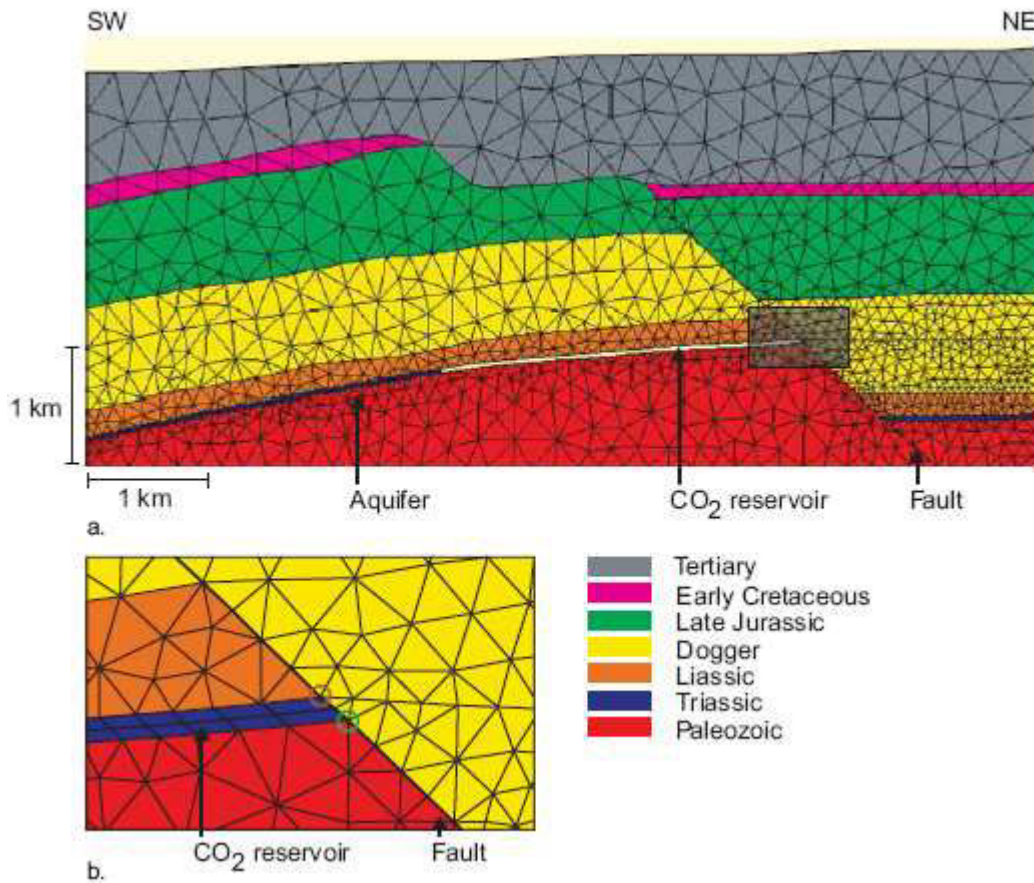 SW NE
1 km
1 km
Aquifer CO2 reservoir Fault
a.
Tertiary
Early Cretaceous
Late Jurassic
Dogger
Liassic
Triassic
Paleozoic
CO2 reservoir Fault
b.